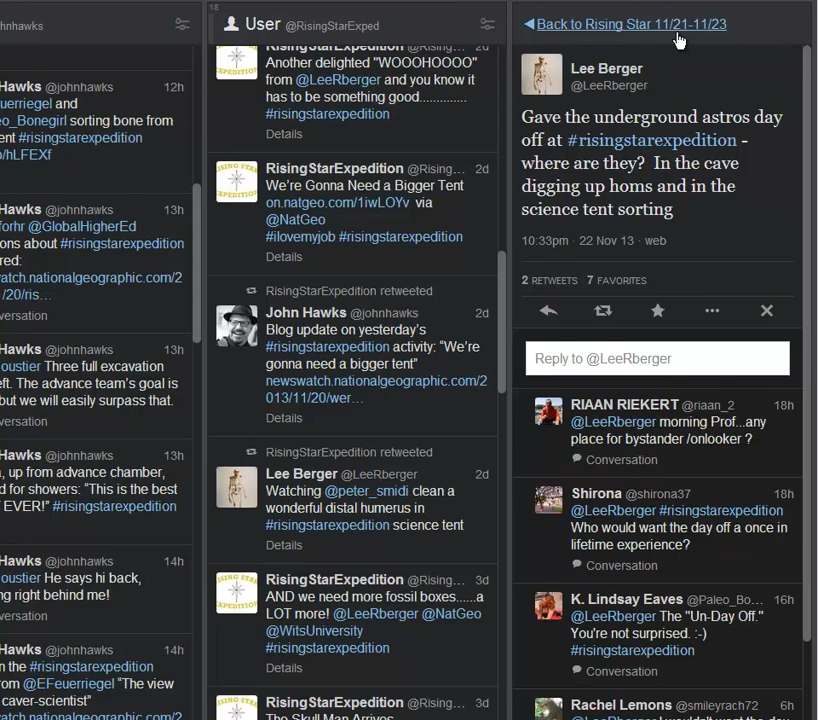 hnhawks
Hawks @johnhawks 12h
euerriegel and
eo_Bonegirl sorting bone from
ent #risingstarexpedition
o/hLFEXf
Hawks @johnhawks 13h
forhr @GlobalHigherEd
ons about #risingstarexpedition
red:
atch.nationalgeographic.com/2
/20/ris…
versation
Hawks @johnhawks 13h
oustier Three full excavation
eft. The advance team's goal is
but we will easily surpass that.
versation
Hawks @johnhawks 13h
, up from advance chamber,
d for showers: “This is the best
EVER!” #risingstarexpedition
Hawks @johnhawks 14h
oustier He says hi back,
ng right behind me!
versation
Hawks @johnhawks 14h
n the #risingstarexpedition
rom @EFeuerriegel “The view
caver-scientist”
watch.nationalgeographic.com/2
18
User @RisingStarExped
RisingStarExpedition @Rising... 2d
Another delighted "WOOOHOOOO"
from @LeeRberger and you know it
has to be something good..............
#risingstarexpedition
Details
RisingStarExpedition @Rising... 2d
We're Gonna Need a Bigger Tent
on.natgeo.com/1iwLOYv via
@NatGeo
#ilovemyjob #risingstarexpedition
Details
RisingStarExpedition retweeted
John Hawks @johnhawks 2d
Blog update on yesterday's
#risingstarexpedition activity: “We're
gonna need a bigger tent”
newswatch.nationalgeographic.com/2
013/11/20/wer…
Details
RisingStarExpedition retweeted
Lee Berger @LeeRberger 2d
Watching @peter_smidi clean a
wonderful distal humerus in
#risingstarexpedition science tent
Details
RisingStarExpedition @Rising... 3d
AND we need more fossil boxes......a
LOT more! @LeeRberger @NatGeo
@WitsUniversity
#risingstarexpedition
Details
RisingStarExpedition @Rising... 3d
The Skull Man Arrives
Back to Rising Star 11/21-11/23
Lee Berger
@LeeRberger
Gave the underground astros day
off at #risingstarexpedition -
where are they? In the cave
digging up homs and in the
science tent sorting
10:33pm · 22 Nov 13 · web
2 RETWEETS 7 FAVORITES
Reply to @LeeRberger
RIAAN RIEKERT @riaan_2 18h
@LeeRberger morning Prof...any
place for bystander /onlooker ?
Conversation
Shirona @shirona37 18h
@LeeRberger #risingstarexpedition
Who would want the day off a once in
lifetime experience?
Conversation
K. Lindsay Eaves @Paleo_Bo... 16h
@LeeRberger The "Un-Day Off."
You're not surprised. :-)
#risingstarexpedition
Conversation
Rachel Lemons @smileyrach72 6h